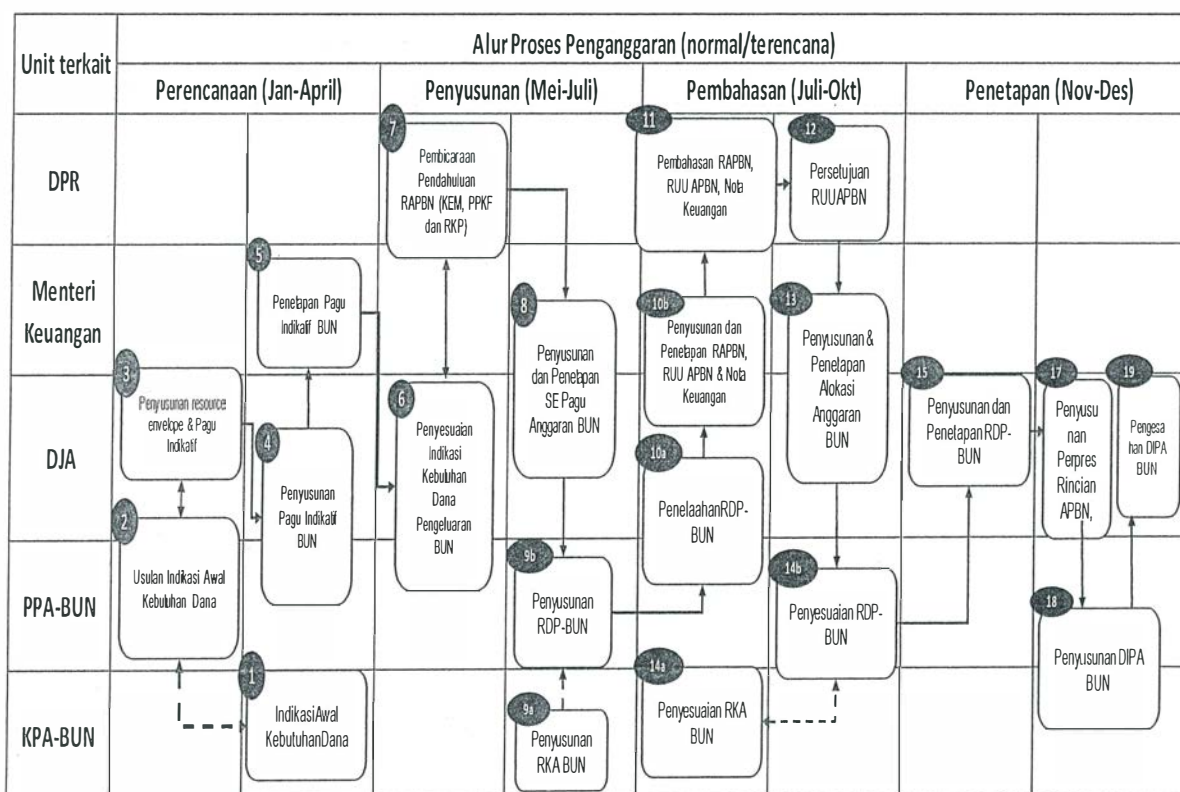 Unit terkait
Alur Proses Penganggaran (normal/terencana)
Perencanaan (Jan-April)
Penyusunan (Mei-Juli)
Pembahasan (Juli-Okt)
Penetapan (Nov-Des)
DPR
7
Pembicaraan
Pendahuluan
RAPBN (KEM, PPKF
dan RKP)
11
Pembahasan RAPBN,
RUU APBN, Nota
Keuangan
12
Persetujuan
RUUAPBN
Menteri
Keuangan
5
Penetapan Pagu
Indikatif BUN
8
Penyusunan
dan Penetapan
SE Pagu
Anggaran BUN
10b
Penyusunan dan
Penetapan RAPBN,
RUU APBN & Nota
Keuangan
13
Penyusunan &
Penetapan
Alokasi
Anggaran BUN
DJA
3
Penyusunan resource
envelope & Pagu
Indikatif
4
Penyusunan
Pagu Indikatif
BUN
6
Penyesuaian
Indikasi
Kebutuhan
Dana
Pengeluaran
BUN
10a
PenelaahanRDP-
BUN
15
Penyusunan dan
Penetapan RDP-
BUN
17
Penyusu
nan
Perpres
Rincian
APBN,
19
Pengesa
han DIPA
BUN
PPA-BUN
2
Usulan Indikasi Awal
Kebutuhan Dana
9b
Penyusunan
RDP-BUN
14b
Penyesuaian RDP-
BUN
18
Penyusunan DIPA
BUN
KPA-BUN
1
IndikasiAwal
KebutuhanDana
9a
Penyusunan
RKA BUN
14a
Penyesuaian RKA
BUN